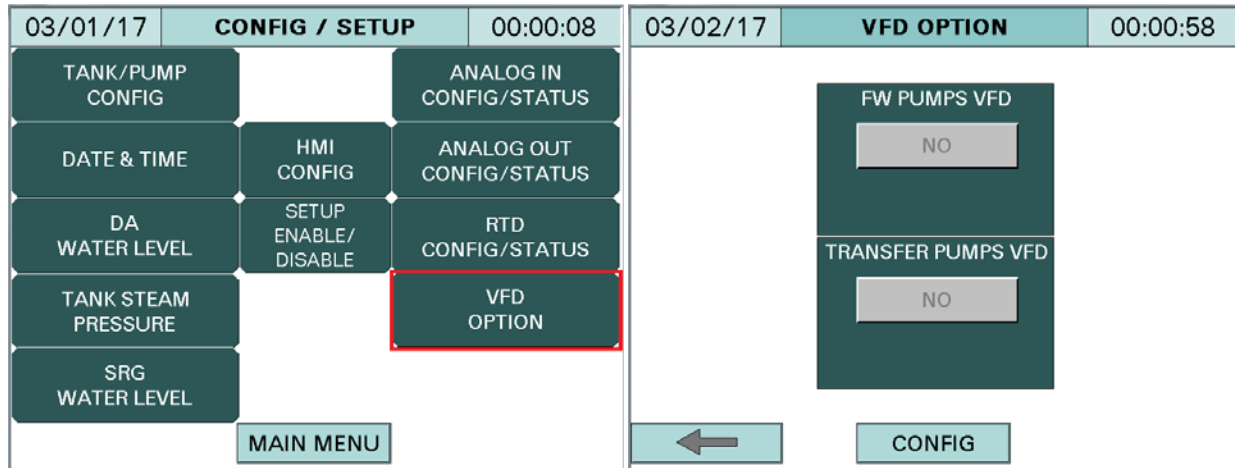 03/01/17
CONFIG / SETUP
00:00:08
TANK/PUMP
CONFIG
ANALOG IN
CONFIG/STATUS
DATE & TIME
HMI
CONFIG
ANALOG OUT
CONFIG/STATUS
DA
WATER LEVEL
SETUP
ENABLE/
DISABLE
RTD
CONFIG/STATUS
TANK STEAM
PRESSURE
VFD
OPTION
SRG
WATER LEVEL
MAIN MENU
03/02/17
VFD OPTION
00:00:58
FW PUMPS VFD
NO
TRANSFER PUMPS VFD
NO
CONFIG